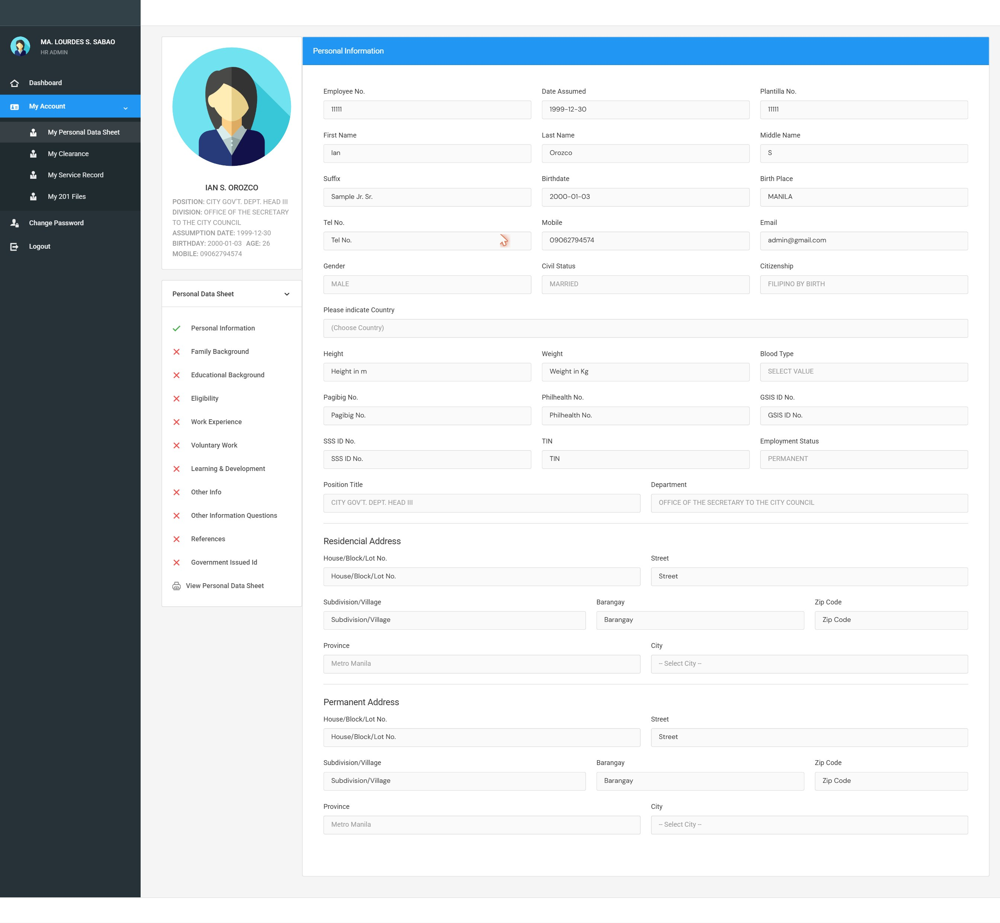 MA. LOURDES S. SABAO
HR ADMIN
Dashboard
My Account
My Personal Data Sheet
My Clearance
My Service Record
My 201 Files
Change Password
Logout
IAN S. OROZCO
POSITION: CITY GOV'T. DEPT. HEAD III
DIVISION: OFFICE OF THE SECRETARY
TO THE CITY COUNCIL
ASSUMPTION DATE: 1999-12-30
BIRTHDAY: 2000-01-03 AGE: 26
MOBILE: 09062794574
Personal Data Sheet
Personal Information
Family Background
Educational Background
Eligibility
Work Experience
Voluntary Work
Learning & Development
Other Info
Other Information Questions
References
Government Issued Id
View Personal Data Sheet
Personal Information
Employee No. Date Assumed Plantilla No.
11111 1999-12-30 11111
First Name Last Name Middle Name
Ian Orozco S
Suffix Birthdate Birth Place
Sample Jr. Sr. 2000-01-03 MANILA
Tel No. Mobile Email
Tel No. 09062794574 admin@gmail.com
Gender Civil Status Citizenship
MALE MARRIED FILIPINO BY BIRTH
Please indicate Country
(Choose Country)
Height Weight Blood Type
Height in m Weight in Kg SELECT VALUE
Pagibig No. Philhealth No. GSIS ID No.
Pagibig No. Philhealth No. GSIS ID No.
SSS ID No. TIN Employment Status
SSS ID No. TIN PERMANENT
Position Title Department
CITY GOV'T. DEPT. HEAD III OFFICE OF THE SECRETARY TO THE CITY COUNCIL
Residencial Address
House/Block/Lot No. Street
House/Block/Lot No. Street
Subdivision/Village Barangay Zip Code
Subdivision/Village Barangay Zip Code
Province City
Metro Manila -- Select City --
Permanent Address
House/Block/Lot No. Street
House/Block/Lot No. Street
Subdivision/Village Barangay Zip Code
Subdivision/Village Barangay Zip Code
Province City
Metro Manila -- Select City --